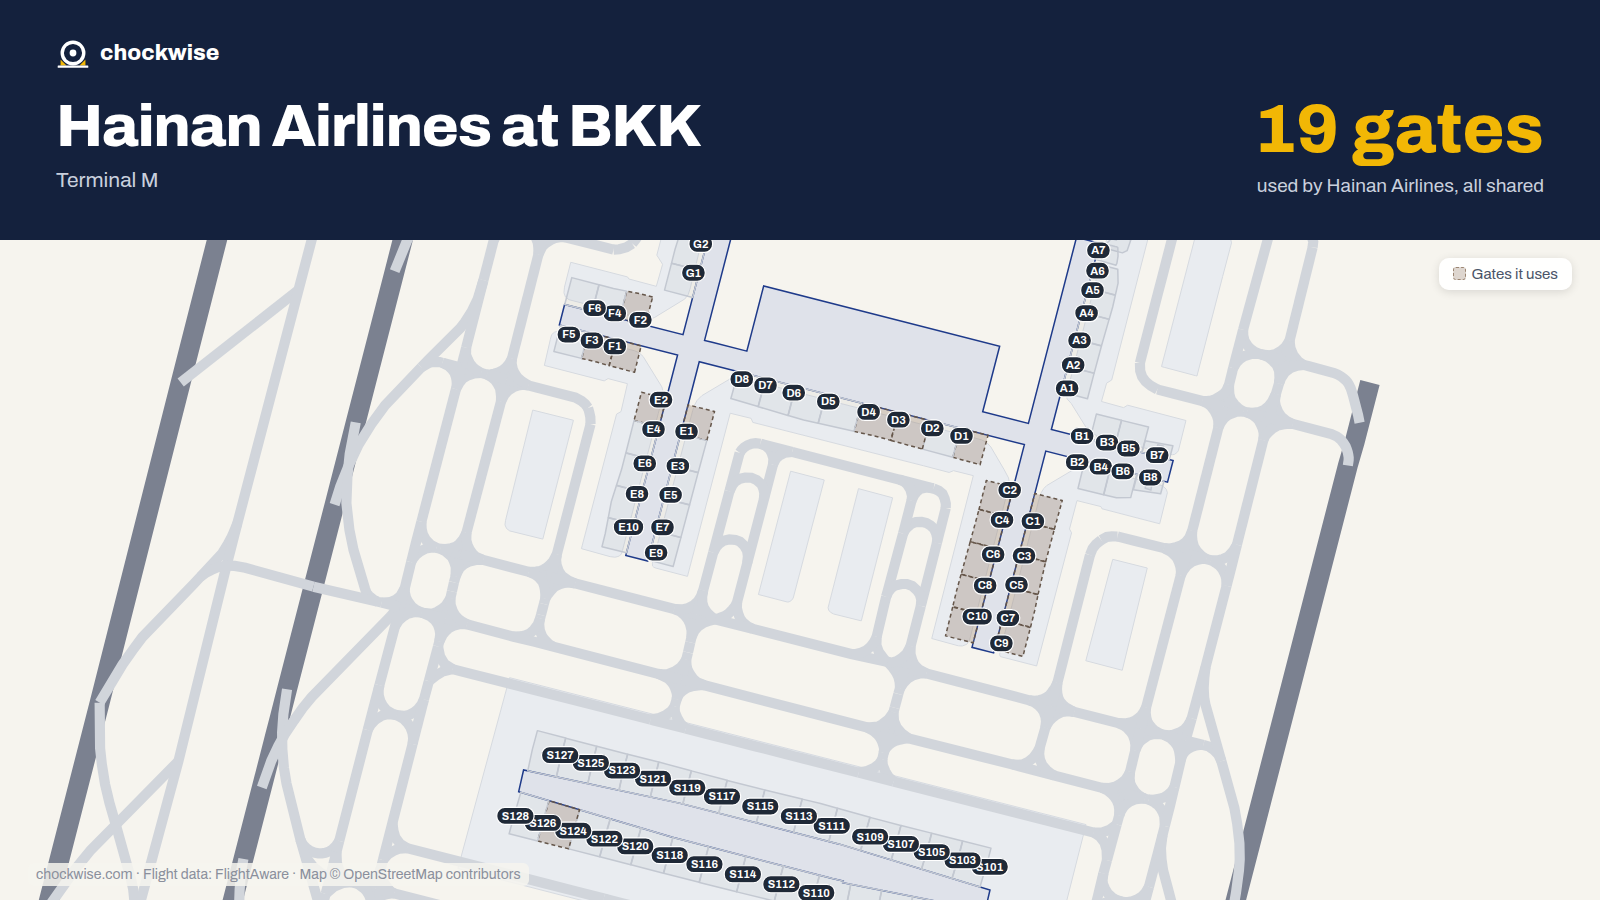 chockwise
Hainan Airlines at BKK
Terminal M
19 gates
used by Hainan Airlines, all shared
Gates it uses
G2
G1
A7
A6
A5
A4
A3
A2
A1
F6
F4
F2
F5
F3
F1
D8
D7
D6
D5
D4
D3
D2
D1
E2
E4
E1
E6
E3
E8
E5
E10
E7
E9
B1
B3
B5
B7
B2
B4
B6
B8
C2
C4
C1
C6
C3
C8
C5
C10
C7
C9
S127
S125
S123
S121
S119
S117
S115
S113
S111
S109
S107
S105
S103
S101
S128
S126
S124
S122
S120
S118
S116
S114
S112
S110
chockwise.com · Flight data: FlightAware · Map © OpenStreetMap contributors